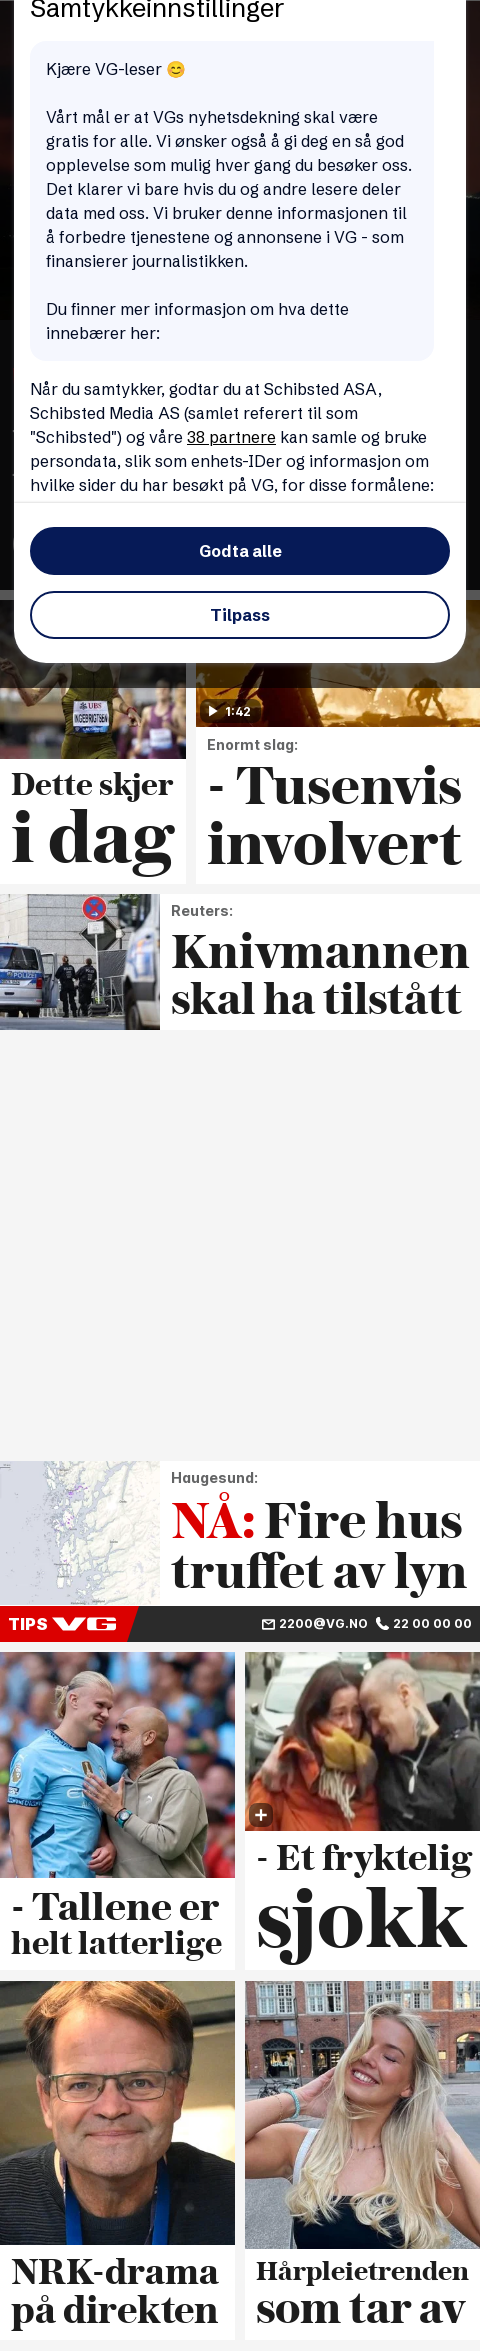 Samtykkeinnstillinger
Kjære VG-leser 😊
Vårt mål er at VGs nyhetsdekning skal være
gratis for alle. Vi ønsker også å gi deg en så god
opplevelse som mulig hver gang du besøker oss.
Det klarer vi bare hvis du og andre lesere deler
data med oss. Vi bruker denne informasjonen til
å forbedre tjenestene og annonsene i VG - som
finansierer journalistikken.
Du finner mer informasjon om hva dette
innebærer her:
Når du samtykker, godtar du at Schibsted ASA,
Schibsted Media AS (samlet referert til som
"Schibsted") og våre 38 partnere kan samle og bruke
persondata, slik som enhets-IDer og informasjon om
hvilke sider du har besøkt på VG, for disse formålene:
Godta alle
Tilpass
UBS
INGEBRIGTSEN
1:42
Dette skjer
i dag
Enormt slag:
- Tusenvis
involvert
POLIZEI
Reuters:
Knivmannen
skal ha tilstått
Haugesund:
NÅ: Fire hus
truffet av lyn
TIPS VG
2200@VG.NO
22 00 00 00
- Tallene er
helt latterlige
- Et fryktelig
sjokk
NRK-drama
på direkten
Hårpleietrenden
som tar av